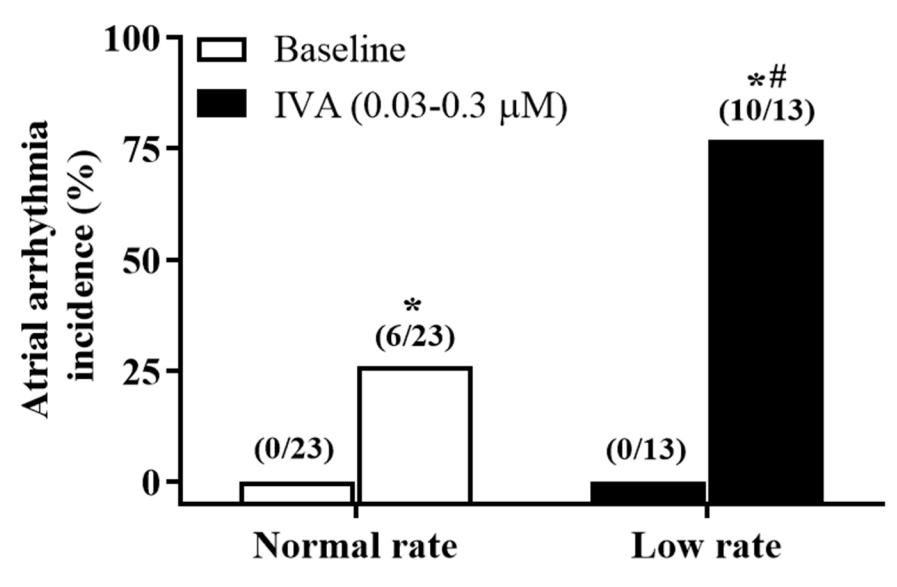 100
75
50
25
0
Atrial arrhythmia
incidence (%)
Baseline
IVA (0.03-0.3 μM)
(0/23)
*
(6/23)
(0/13)
*#
(10/13)
Normal rate
Low rate